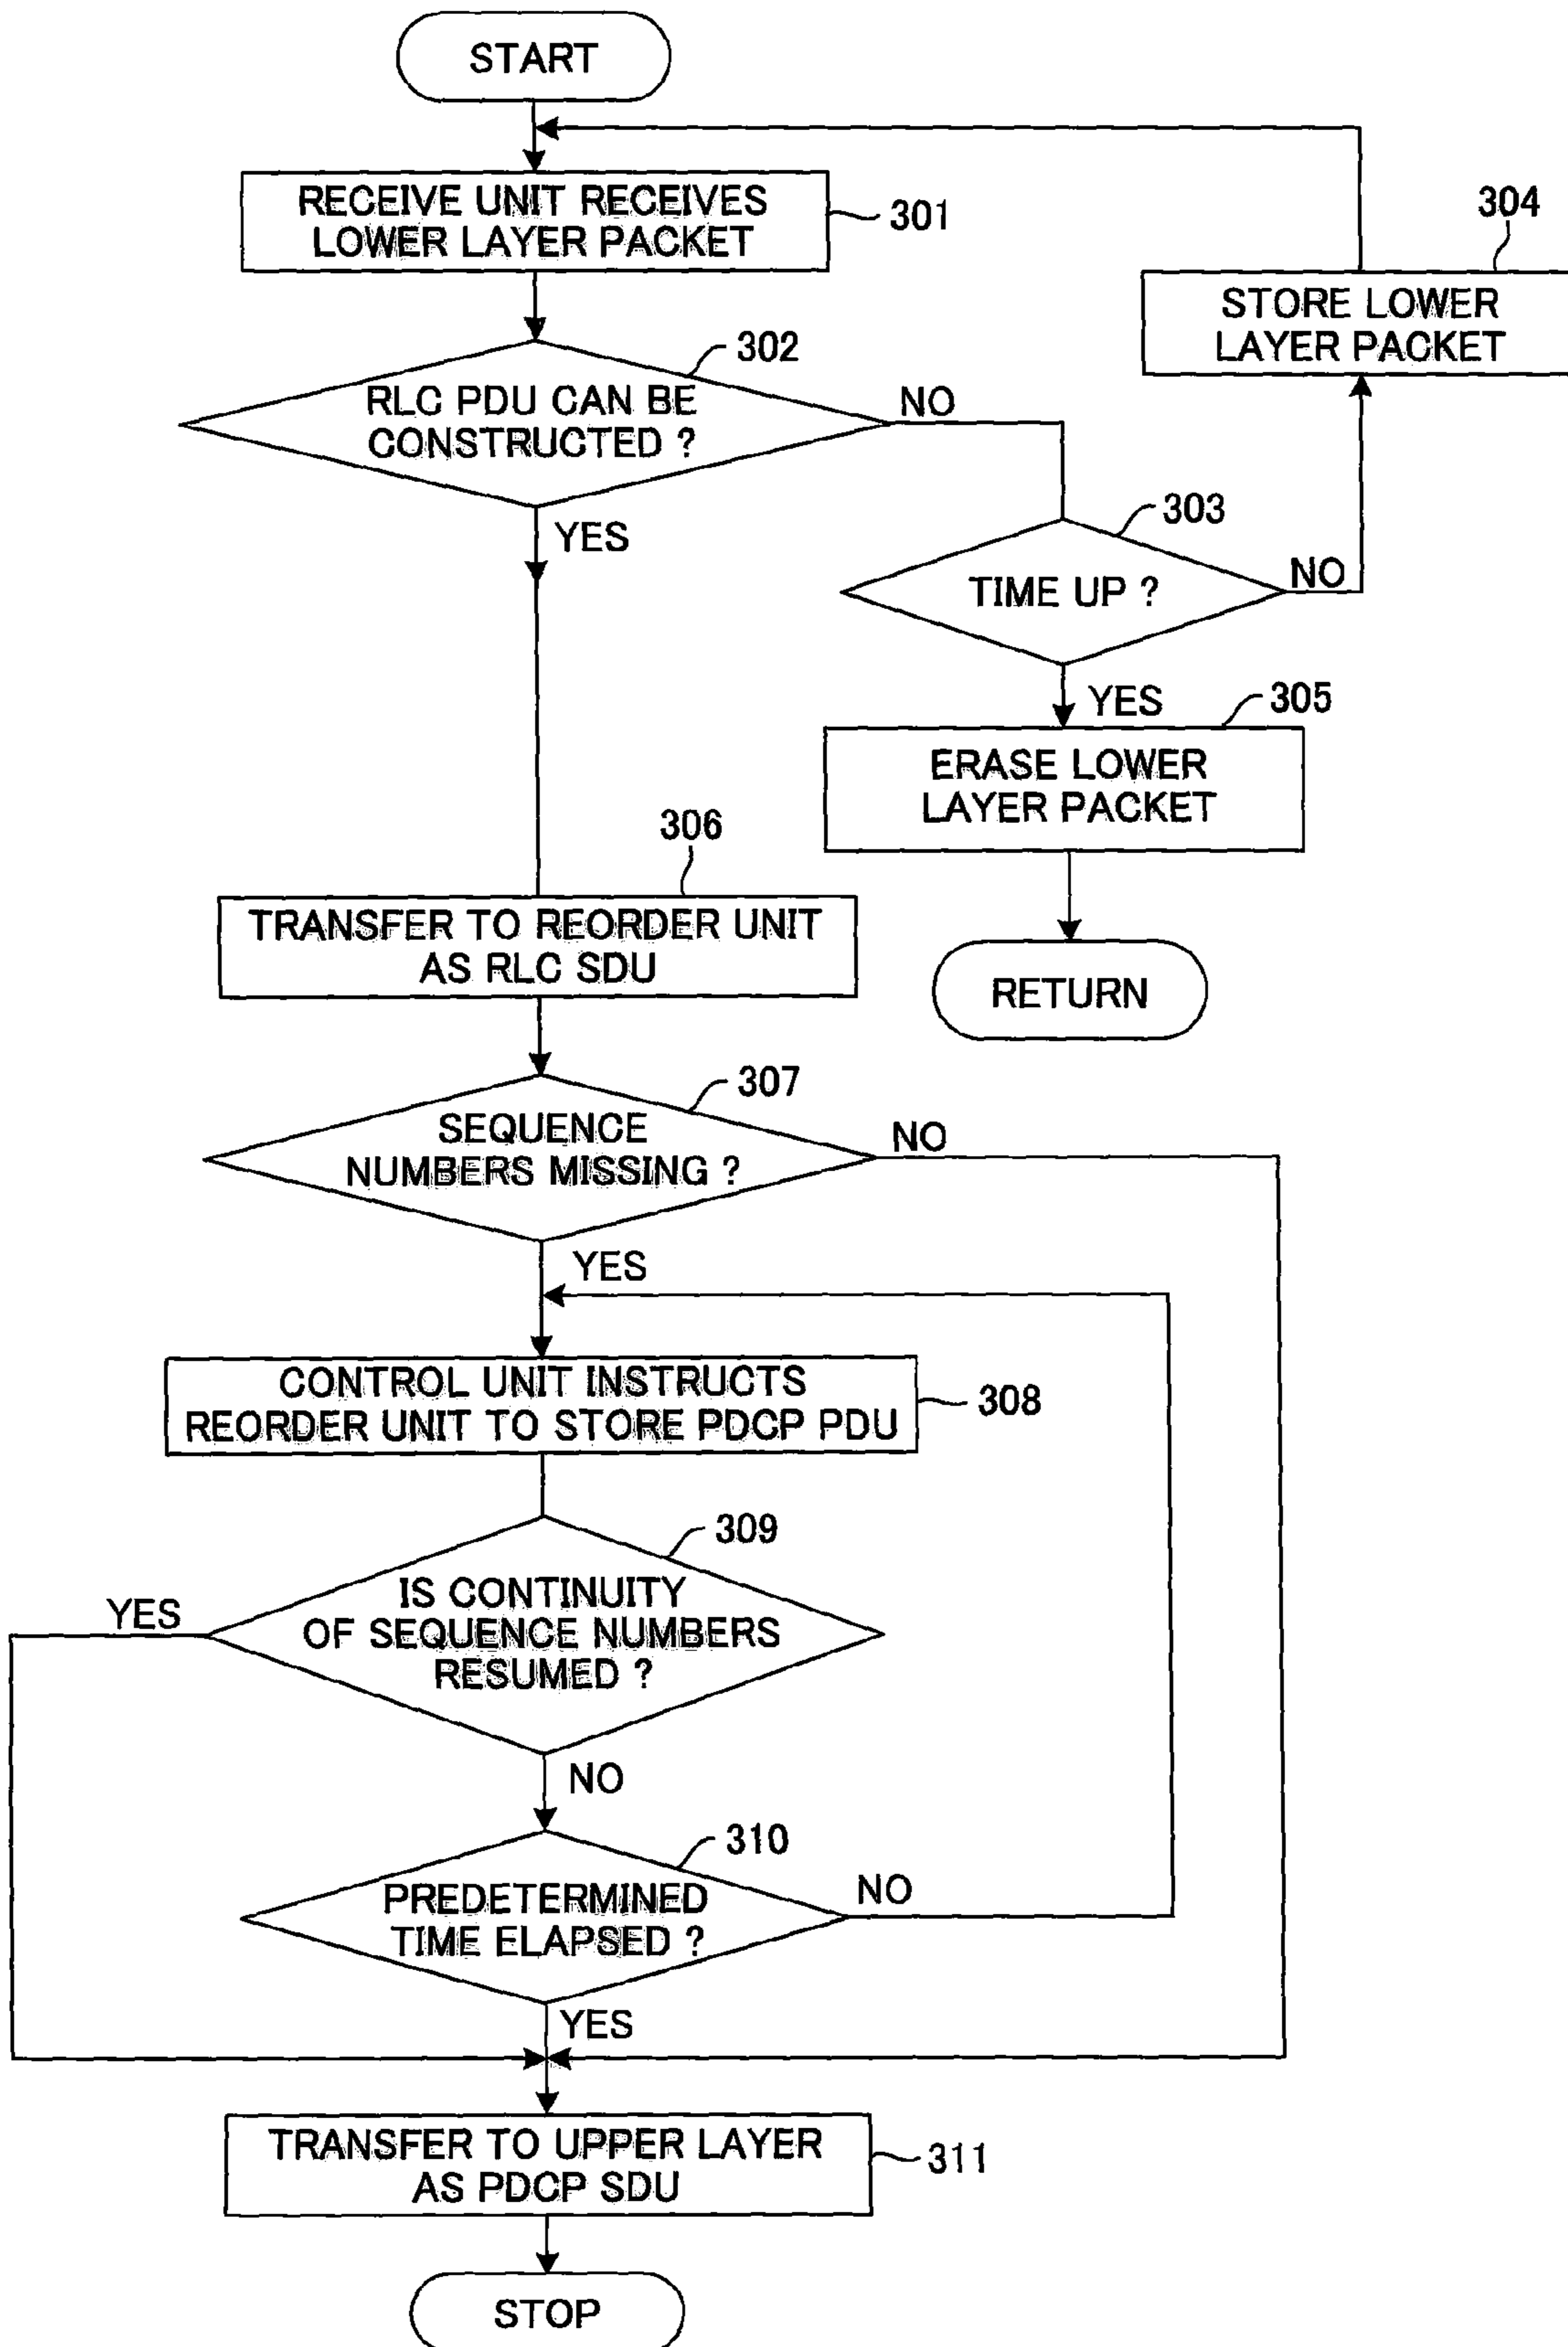 START
RECEIVE UNIT RECEIVES
LOWER LAYER PACKET
301
304
STORE LOWER
LAYER PACKET
302
RLC PDU CAN BE
CONSTRUCTED ?
NO
YES
303
TIME UP ?
NO
YES
305
ERASE LOWER
LAYER PACKET
RETURN
306
TRANSFER TO REORDER UNIT
AS RLC SDU
307
SEQUENCE
NUMBERS MISSING ?
NO
YES
CONTROL UNIT INSTRUCTS
REORDER UNIT TO STORE PDCP PDU
308
309
IS CONTINUITY
OF SEQUENCE NUMBERS
RESUMED ?
YES
NO
310
PREDETERMINED
TIME ELAPSED ?
NO
YES
TRANSFER TO UPPER LAYER
AS PDCP SDU
311
STOP